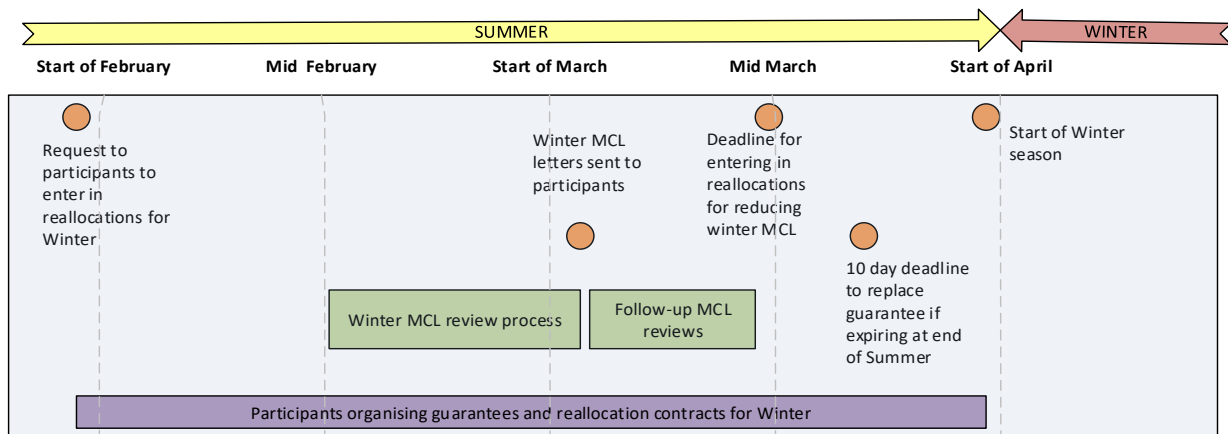 SUMMER
WINTER
Start of February
Mid February
Start of March
Mid March
Start of April
Request to
participants to
enter in
reallocations for
Winter
Winter MCL
letters sent to
participants
Deadline for
entering in
reallocations
for reducing
winter MCL
Start of Winter
season
10 day deadline
to replace
guarantee if
expiring at end
of Summer
Winter MCL review process
Follow-up MCL
reviews
Participants organising guarantees and reallocation contracts for Winter